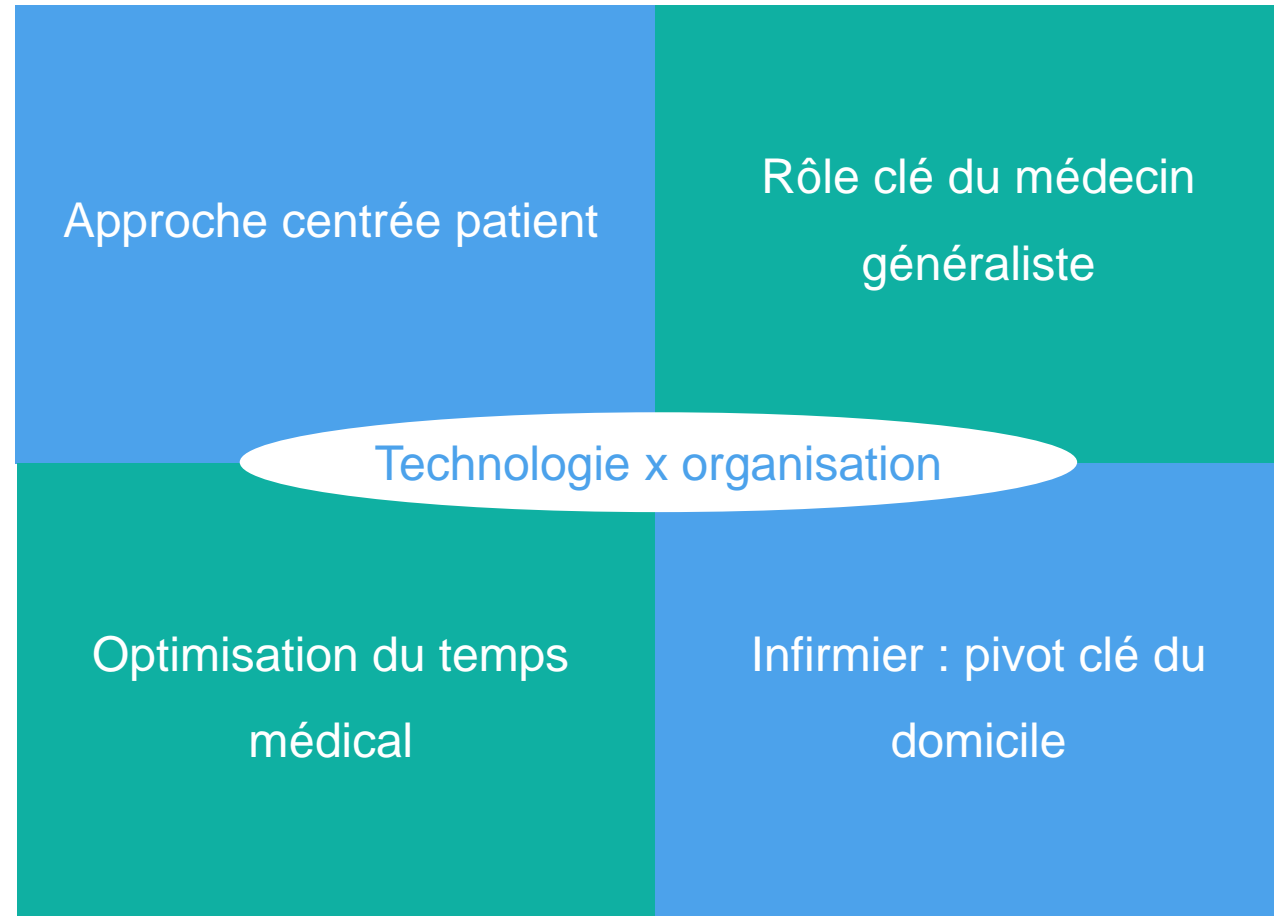 Approche centrée patient
Rôle clé du médecin
généraliste
Technologie x organisation
Optimisation du temps
médical
Infirmier : pivot clé du
domicile